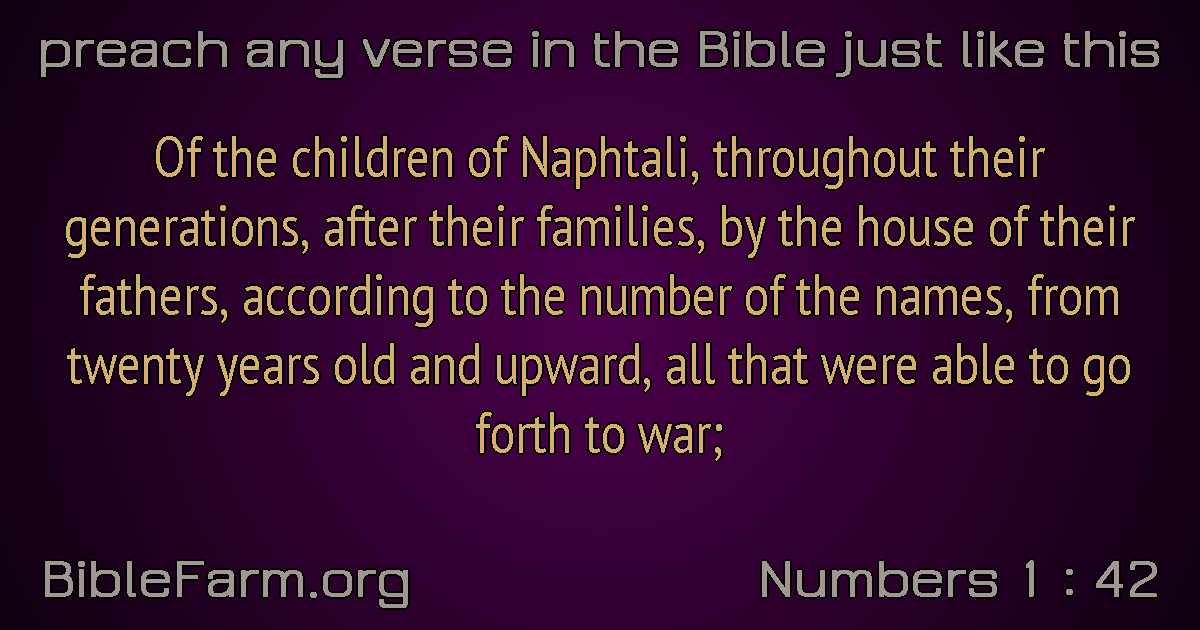 preach any verse in the Bible just like this
Of the children of Naphtali, throughout their
generations, after their families, by the house of their
fathers, according to the number of the names, from
twenty years old and upward, all that were able to go
forth to war;
BibleFarm.org
Numbers 1 : 42